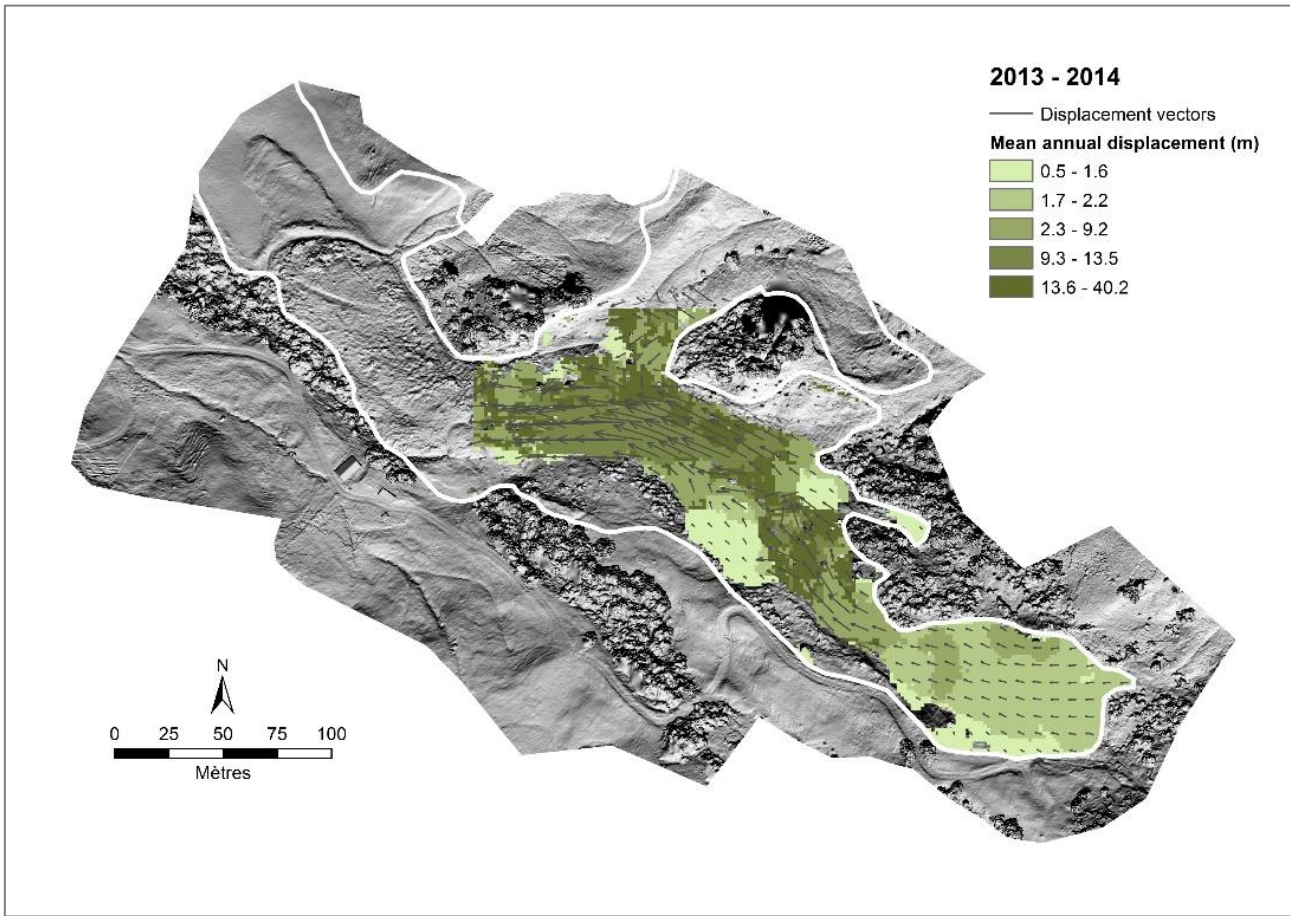 2013 - 2014
Displacement vectors
Mean annual displacement (m)
0.5 - 1.6
1.7 - 2.2
2.3 - 9.2
9.3 - 13.5
13.6 - 40.2
N
0 25 50 75 100
Mètres